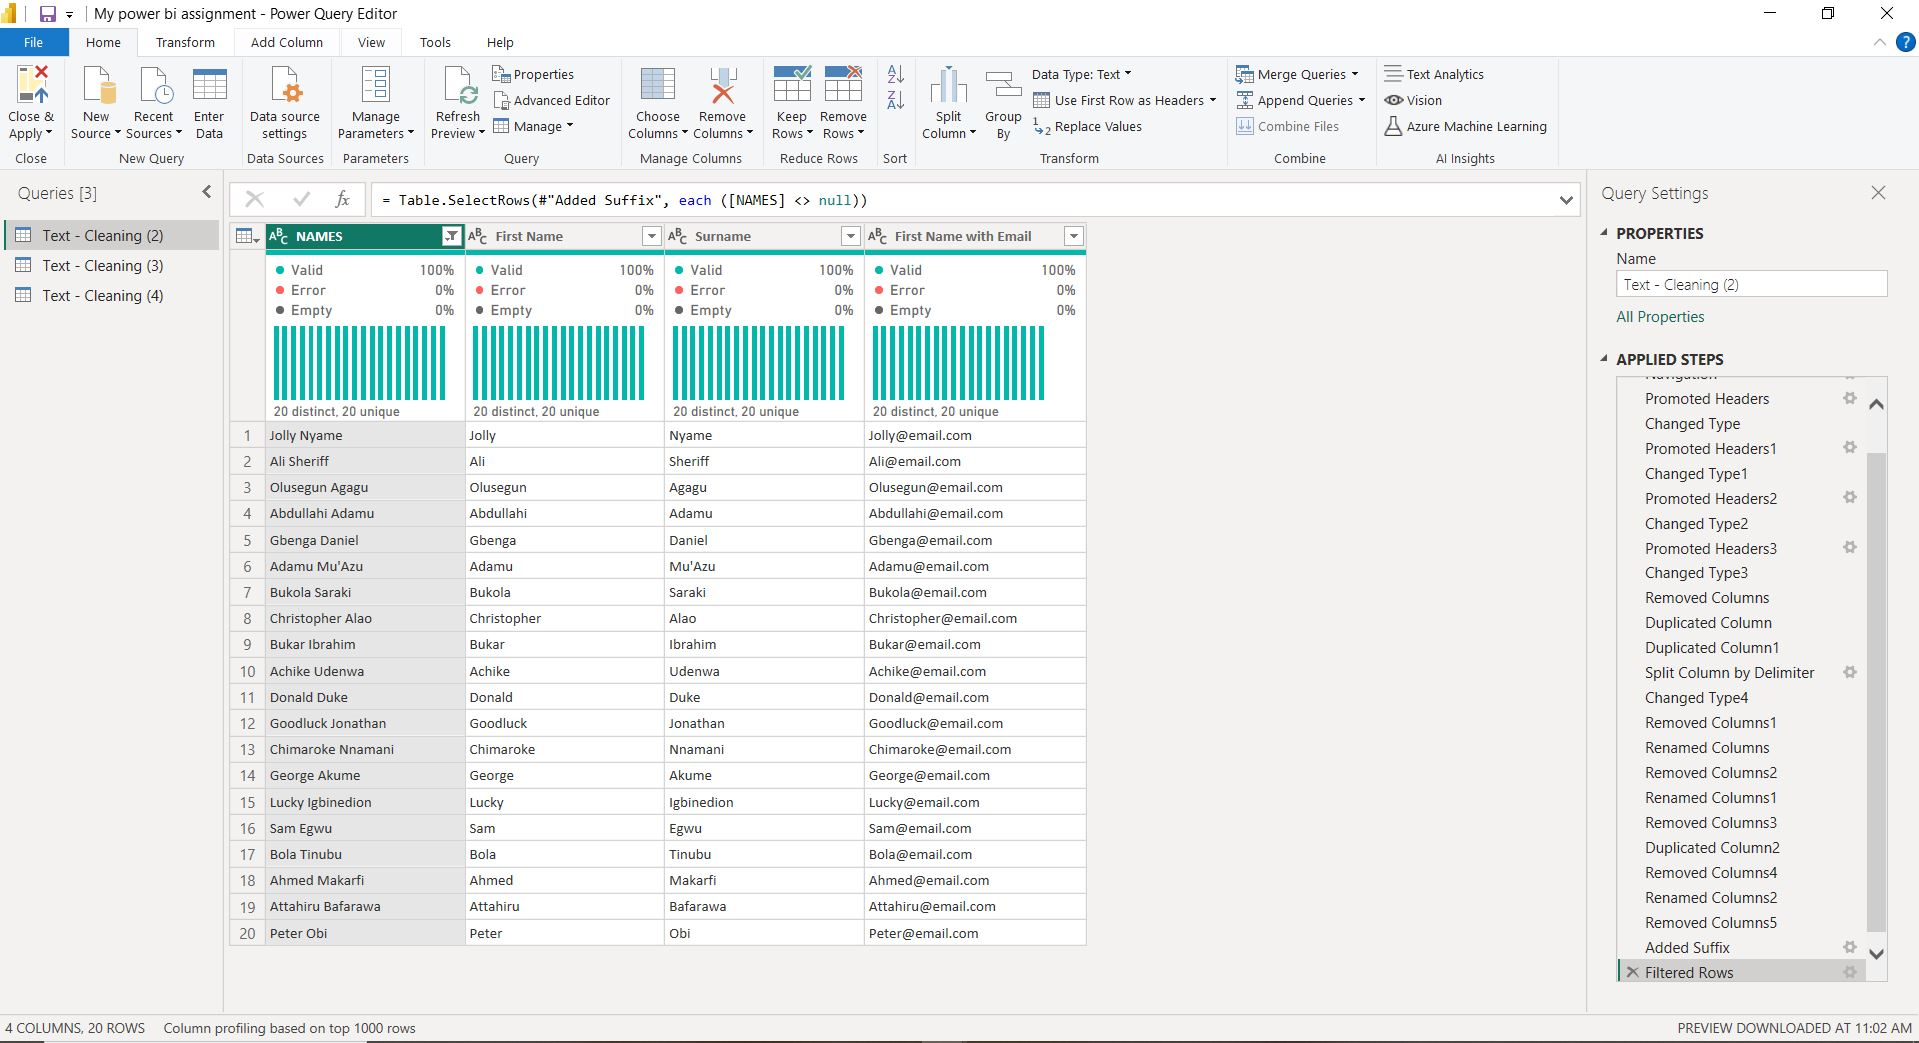 My power bi assignment - Power Query Editor
File Home Transform Add Column View Tools Help ?
Close & Apply
Close
New Source
Recent Sources
Enter Data
New Query
Data source settings
Data Sources
Manage Parameters
Parameters
Refresh Preview
Properties
Advanced Editor
Manage
Query
Choose Columns
Remove Columns
Manage Columns
Keep Rows
Remove Rows
Reduce Rows
Sort
Split Column
Group By
Data Type: Text
Use First Row as Headers
Replace Values
Transform
Merge Queries
Append Queries
Combine Files
Combine
Text Analytics
Vision
Azure Machine Learning
AI Insights
Queries [3]
Text - Cleaning (2)
Text - Cleaning (3)
Text - Cleaning (4)
fx = Table.SelectRows(#"Added Suffix", each ([NAMES] <> null))
ABC NAMES ABC First Name ABC Surname ABC First Name with Email
Valid 100% Valid 100% Valid 100% Valid 100%
Error 0% Error 0% Error 0% Error 0%
Empty 0% Empty 0% Empty 0% Empty 0%
20 distinct, 20 unique 20 distinct, 20 unique 20 distinct, 20 unique 20 distinct, 20 unique
1 Jolly Nyame Jolly Nyame Jolly@email.com
2 Ali Sheriff Ali Sheriff Ali@email.com
3 Olusegun Agagu Olusegun Agagu Olusegun@email.com
4 Abdullahi Adamu Abdullahi Adamu Abdullahi@email.com
5 Gbenga Daniel Gbenga Daniel Gbenga@email.com
6 Adamu Mu'Azu Adamu Mu'Azu Adamu@email.com
7 Bukola Saraki Bukola Saraki Bukola@email.com
8 Christopher Alao Christopher Alao Christopher@email.com
9 Bukar Ibrahim Bukar Ibrahim Bukar@email.com
10 Achike Udenwa Achike Udenwa Achike@email.com
11 Donald Duke Donald Duke Donald@email.com
12 Goodluck Jonathan Goodluck Jonathan Goodluck@email.com
13 Chimaroke Nnamani Chimaroke Nnamani Chimaroke@email.com
14 George Akume George Akume George@email.com
15 Lucky Igbinedion Lucky Igbinedion Lucky@email.com
16 Sam Egwu Sam Egwu Sam@email.com
17 Bola Tinubu Bola Tinubu Bola@email.com
18 Ahmed Makarfi Ahmed Makarfi Ahmed@email.com
19 Attahiru Bafarawa Attahiru Bafarawa Attahiru@email.com
20 Peter Obi Peter Obi Peter@email.com
Query Settings
PROPERTIES
Name
Text - Cleaning (2)
All Properties
APPLIED STEPS
Navigation
Promoted Headers
Changed Type
Promoted Headers1
Changed Type1
Promoted Headers2
Changed Type2
Promoted Headers3
Changed Type3
Removed Columns
Duplicated Column
Duplicated Column1
Split Column by Delimiter
Changed Type4
Removed Columns1
Renamed Columns
Removed Columns2
Renamed Columns1
Removed Columns3
Duplicated Column2
Removed Columns4
Renamed Columns2
Removed Columns5
Added Suffix
Filtered Rows
4 COLUMNS, 20 ROWS Column profiling based on top 1000 rows
PREVIEW DOWNLOADED AT 11:02 AM